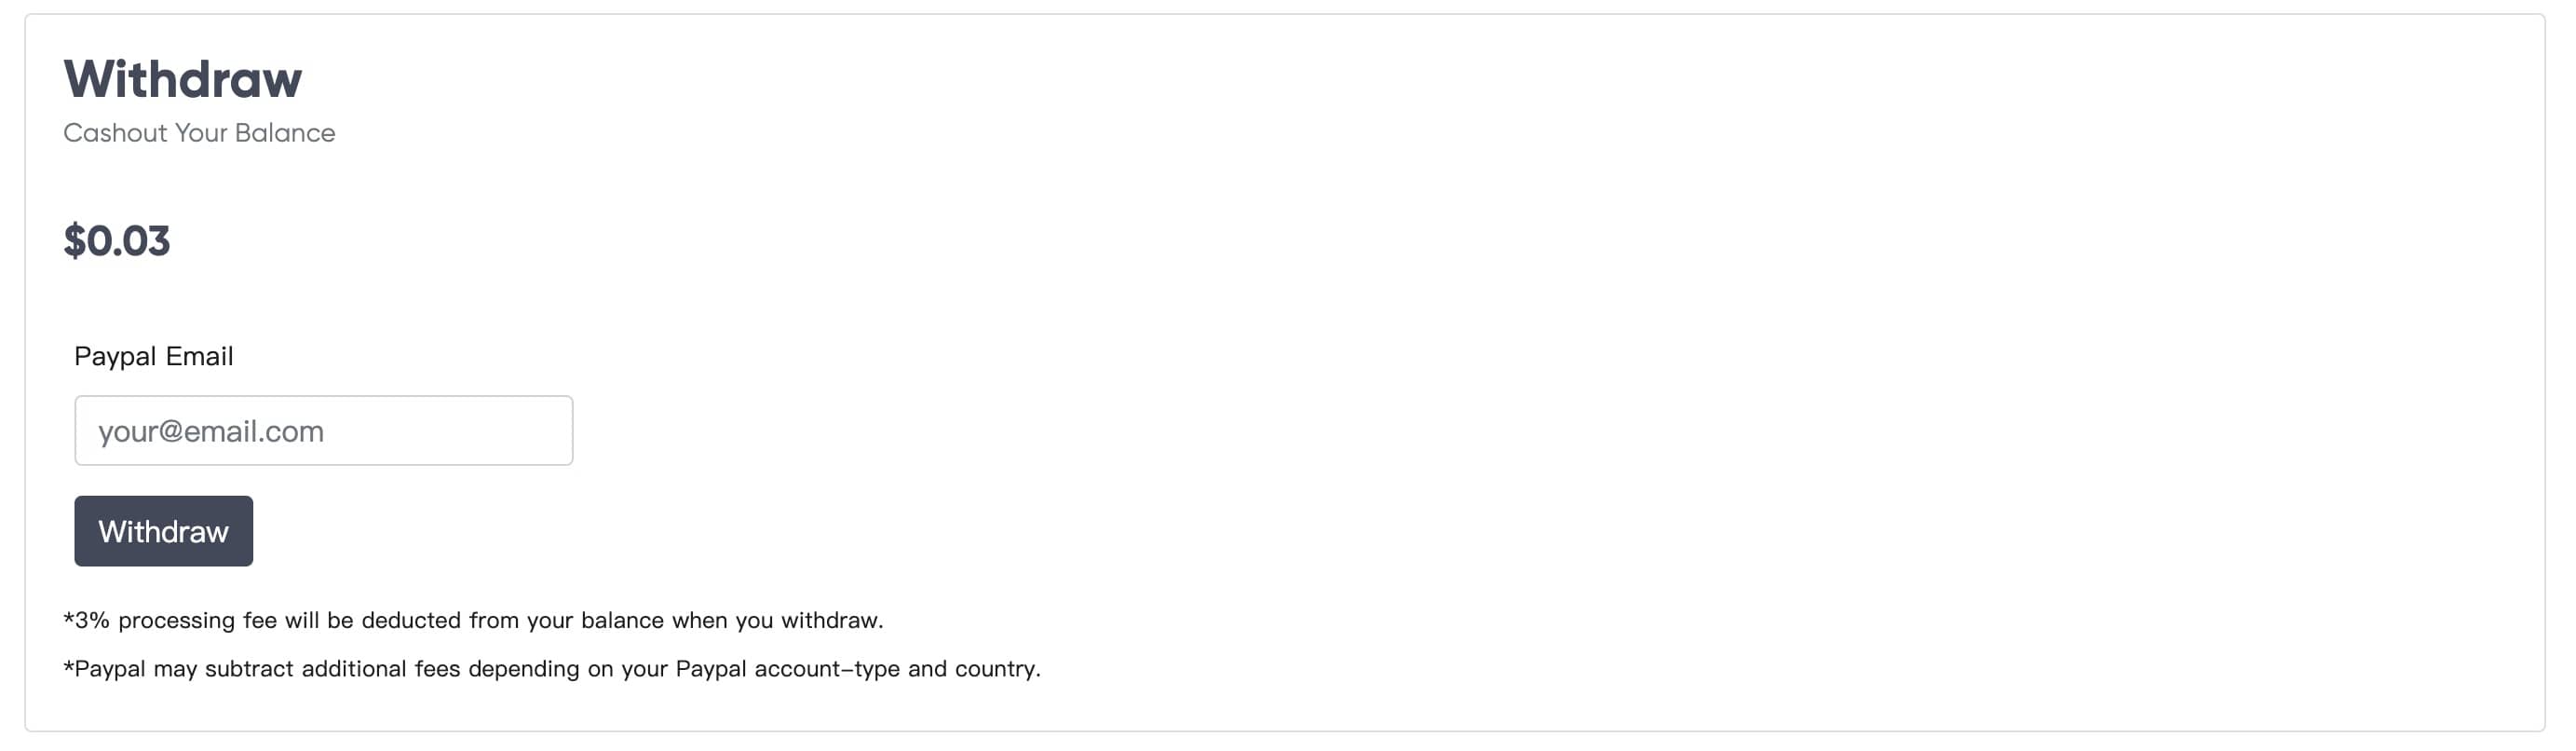 Withdraw
Cashout Your Balance
$0.03
Paypal Email
your@email.com
Withdraw
*3% processing fee will be deducted from your balance when you withdraw.
*Paypal may subtract additional fees depending on your Paypal account-type and country.